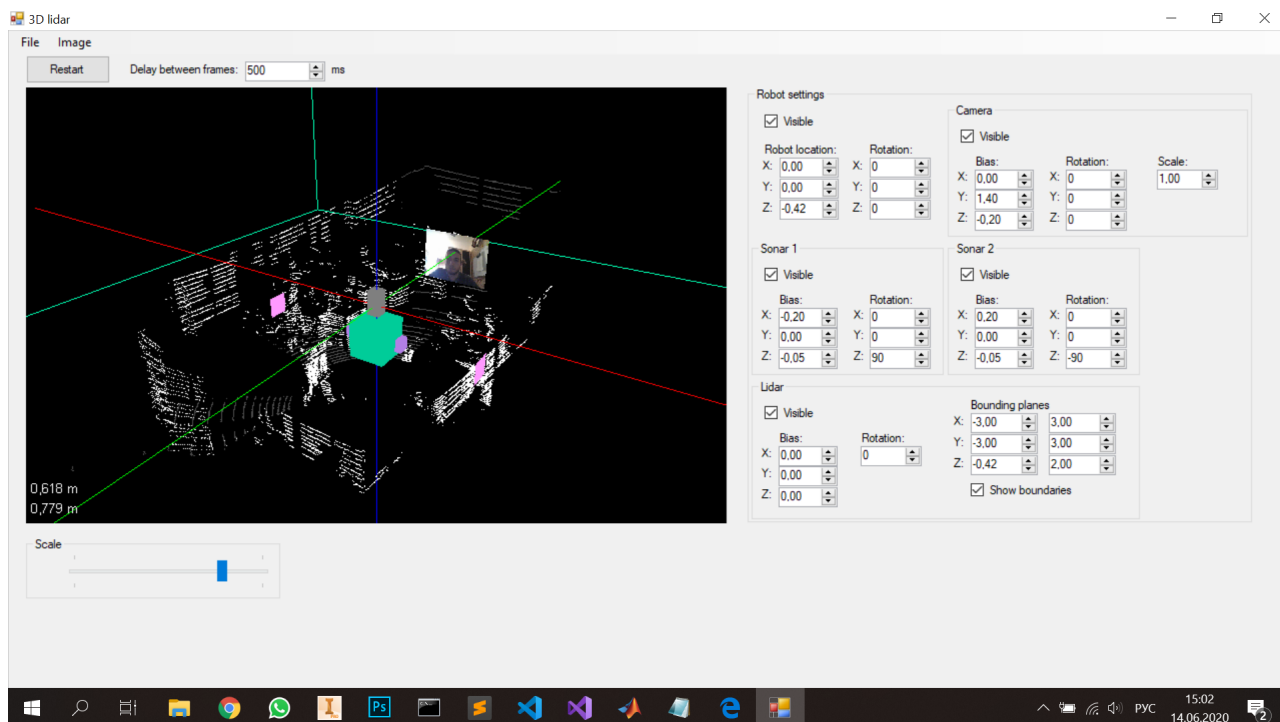 3D lidar
File Image
Restart Delay between frames: 500 ms
Robot settings
Visible
Robot location: Rotation:
X: 0,00 X: 0
Y: 0,00 Y: 0
Z: -0,42 Z: 0
Camera
Visible
Bias: Rotation: Scale:
X: 0,00 X: 0 1,00
Y: 1,40 Y: 0
Z: -0,20 Z: 0
Sonar 1
Visible
Bias: Rotation:
X: -0,20 X: 0
Y: 0,00 Y: 0
Z: -0,05 Z: 90
Sonar 2
Visible
Bias: Rotation:
X: 0,20 X: 0
Y: 0,00 Y: 0
Z: -0,05 Z: -90
Lidar
Visible
Bias: Rotation:
X: 0,00 0
Y: 0,00
Z: 0,00
Bounding planes
X: -3,00 3,00
Y: -3,00 3,00
Z: -0,42 2,00
Show boundaries
0,618 m
0,779 m
Scale
I
Ps
РУС
15:02
14.06.2020
2